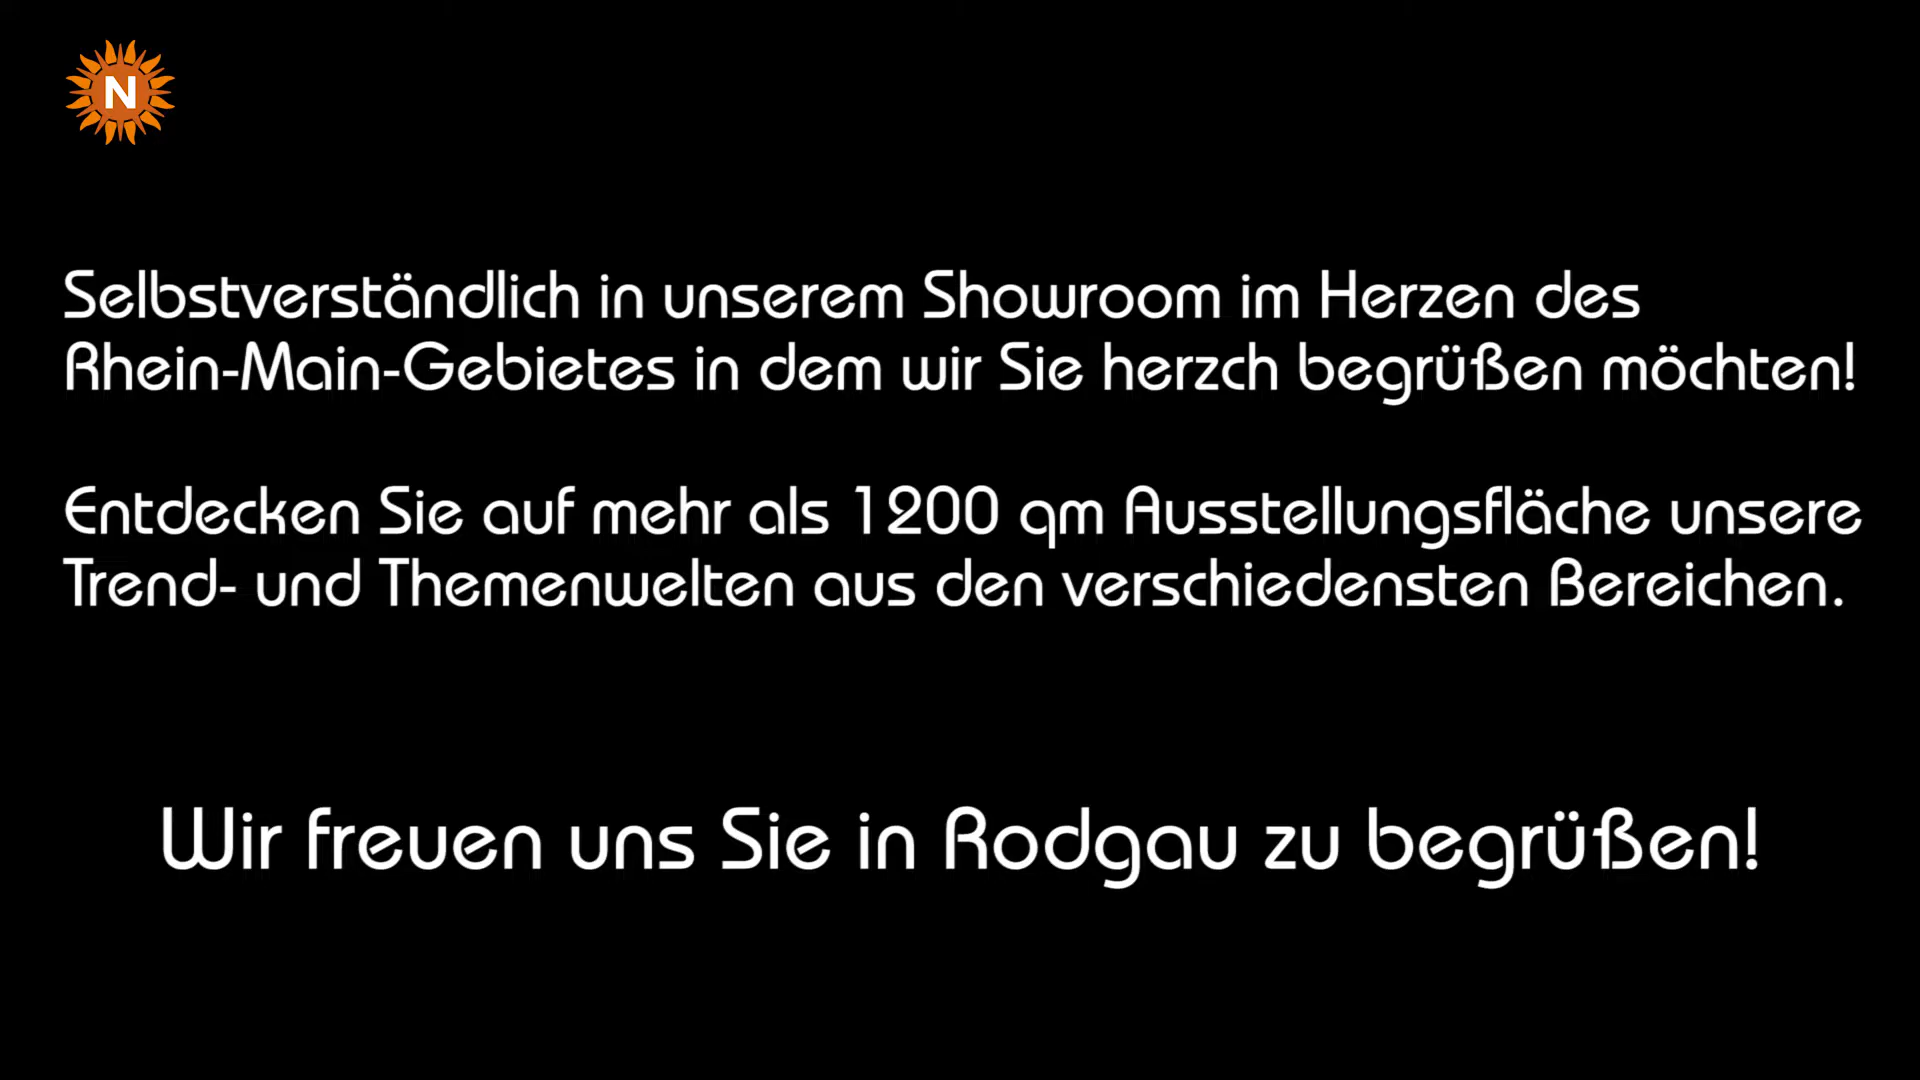 N
Selbstverständlich in unserem Showroom im Herzen des
Rhein-Main-Gebietes in dem wir Sie herzch begrüßen möchten!
Entdecken Sie auf mehr als 1200 qm Ausstellungsfläche unsere
Trend- und Themenwelten aus den verschiedensten Bereichen.
Wir freuen uns Sie in Rodgau zu begrüßen!